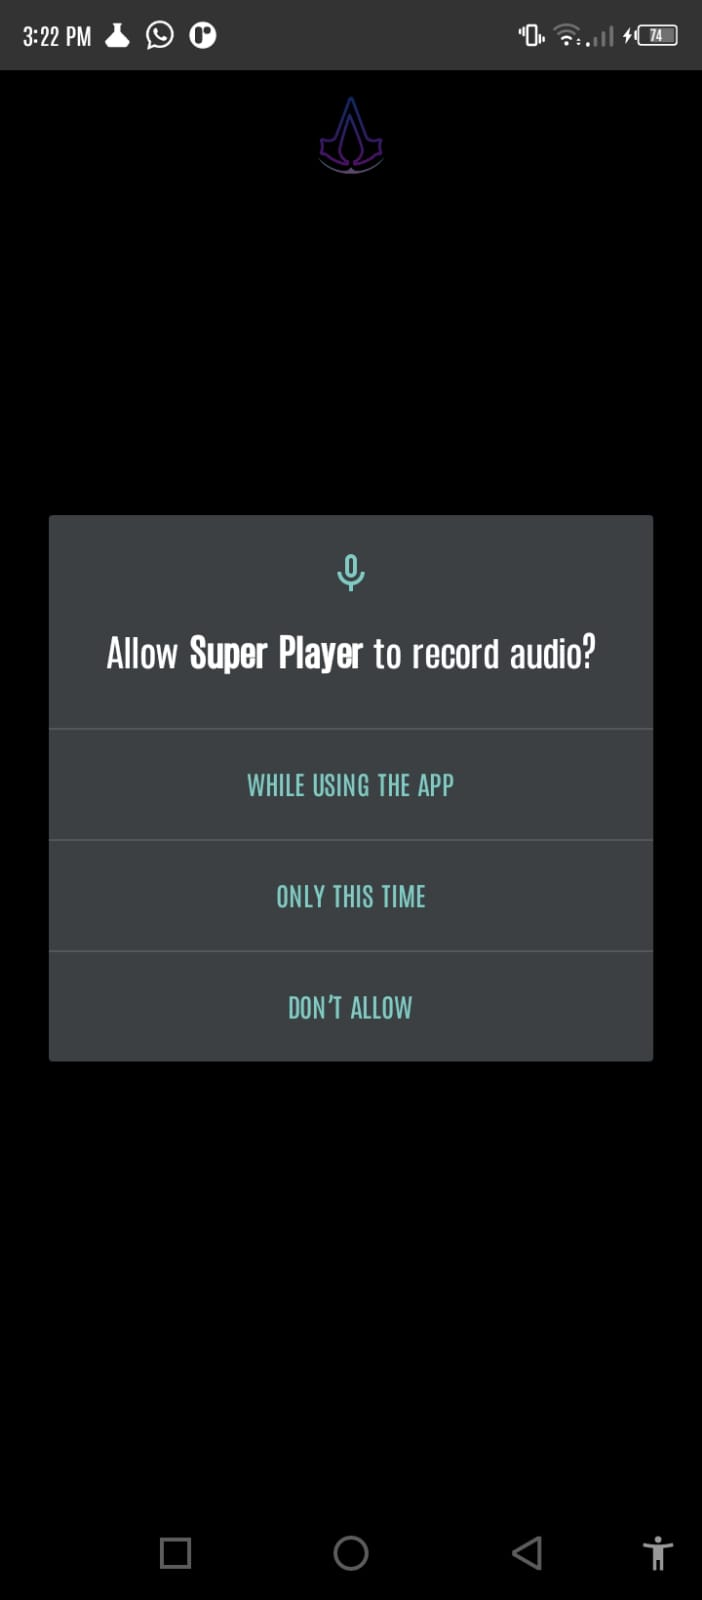 3:22 PM
74
Allow Super Player to record audio?
WHILE USING THE APP
ONLY THIS TIME
DON'T ALLOW